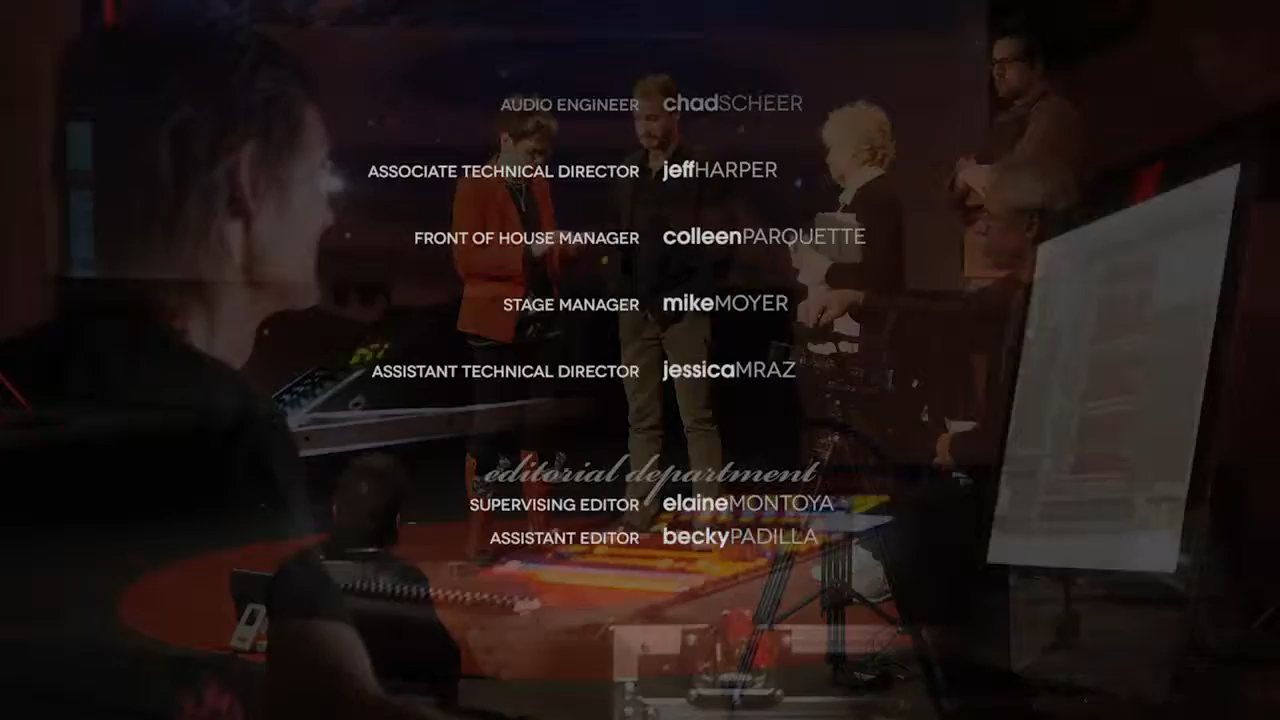 AUDIO ENGINEER chadSCHEER
ASSOCIATE TECHNICAL DIRECTOR jeffHARPER
FRONT OF HOUSE MANAGER colleenPARQUETTE
STAGE MANAGER mikeMOYER
ASSISTANT TECHNICAL DIRECTOR jessicaMRAZ
editorial department
SUPERVISING EDITOR elaineMONTOYA
ASSISTANT EDITOR beckyPADILLA